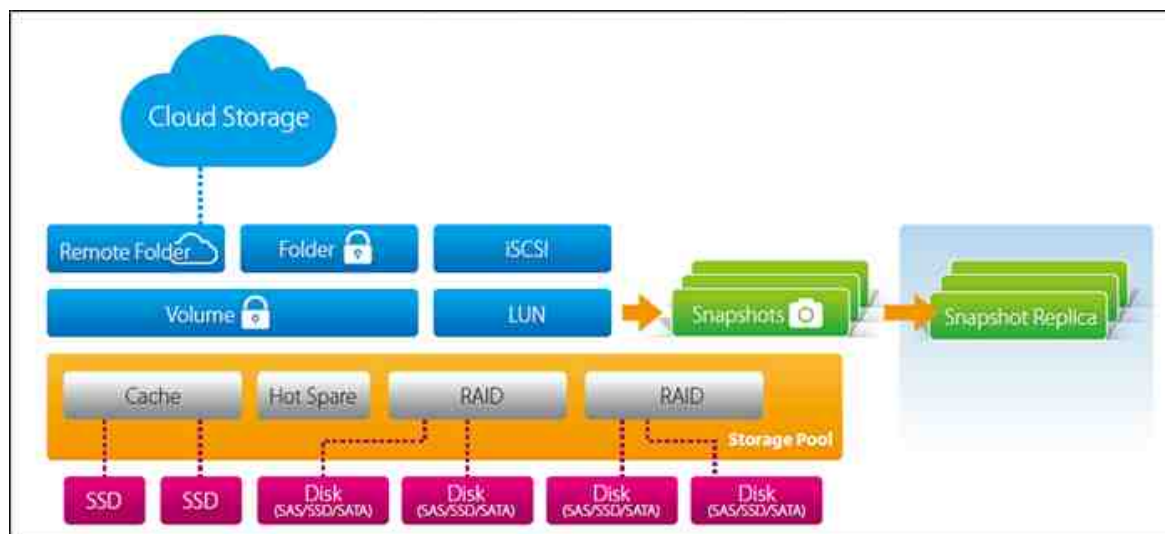 Cloud Storage
Remote Folder
Folder
iSCSI
Volume
LUN
Snapshots
Snapshot Replica
Cache
Hot Spare
RAID
RAID
Storage Pool
SSD
SSD
Disk
(SAS/SSD/SATA)
Disk
(SAS/SSD/SATA)
Disk
(SAS/SSD/SATA)
Disk
(SAS/SSD/SATA)